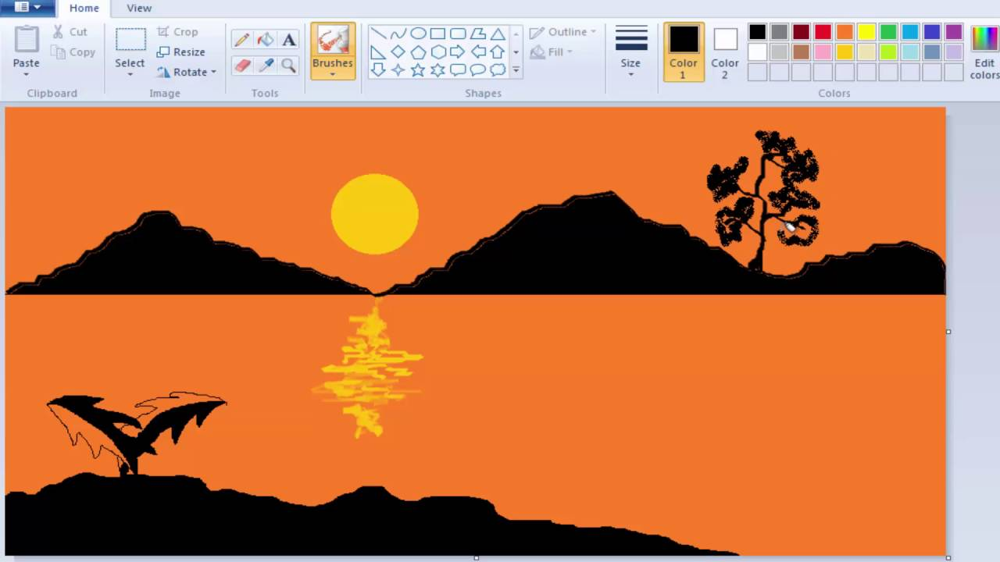 Home View
Paste
Cut
Copy
Clipboard
Select
Crop
Resize
Rotate
Image
A
Tools
Brushes
Outline
Fill
Shapes
Size
Color
1
Color
2
Edit
colors
Colors